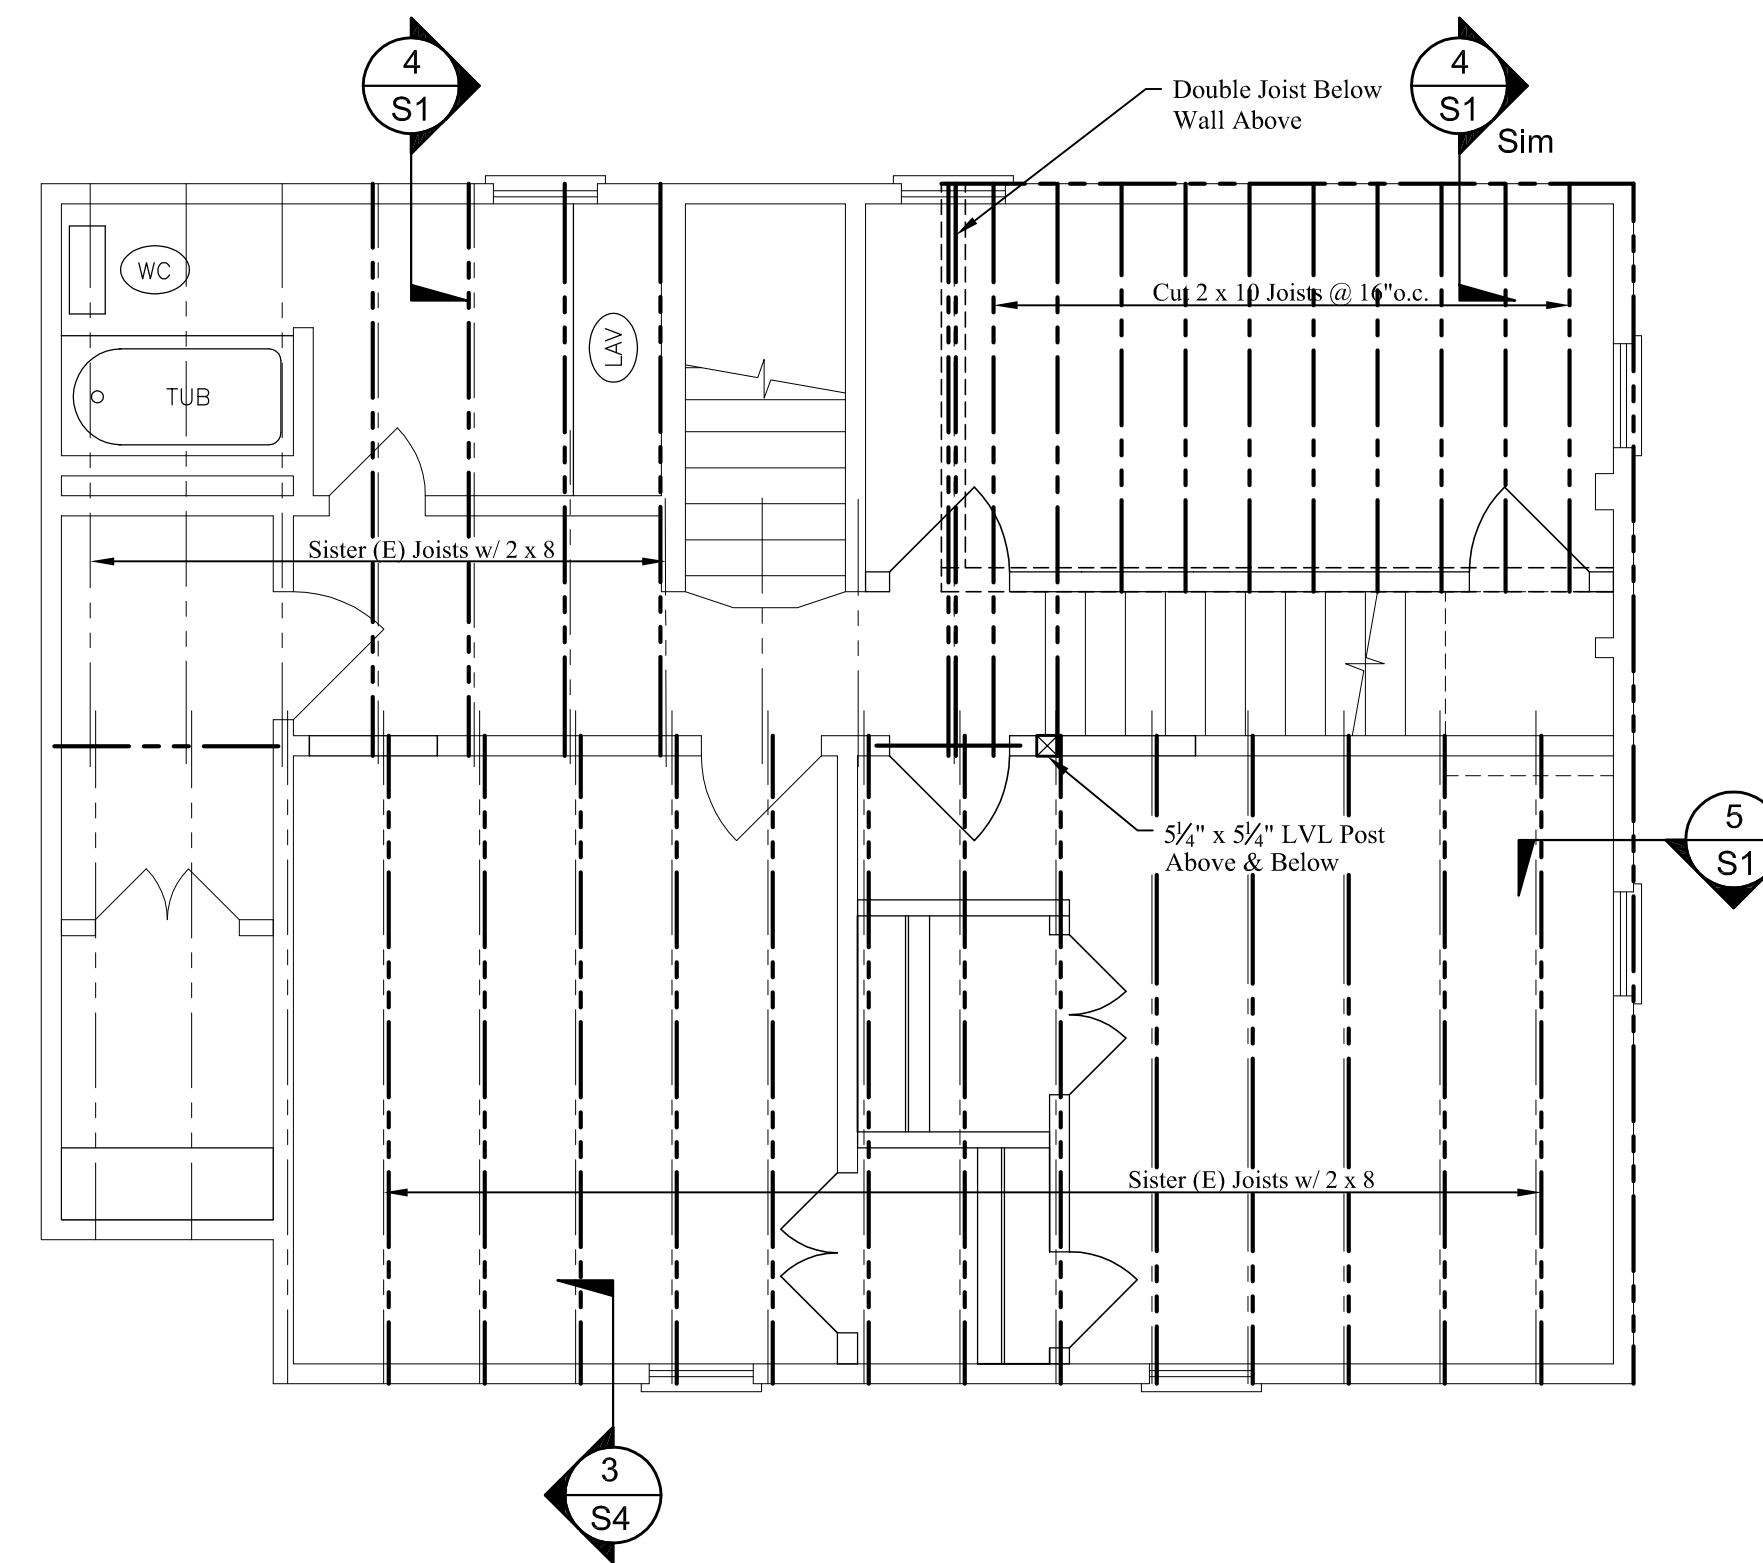 4
S1
4
S1
Sim
Double Joist Below
Wall Above
WC
Cut 2 x 10 Joists @ 16"o.c.
LAV
TUB
Sister (E) Joists w/ 2 x 8
5¼" x 5¼" LVL Post
Above & Below
5
S1
Sister (E) Joists w/ 2 x 8
3
S4